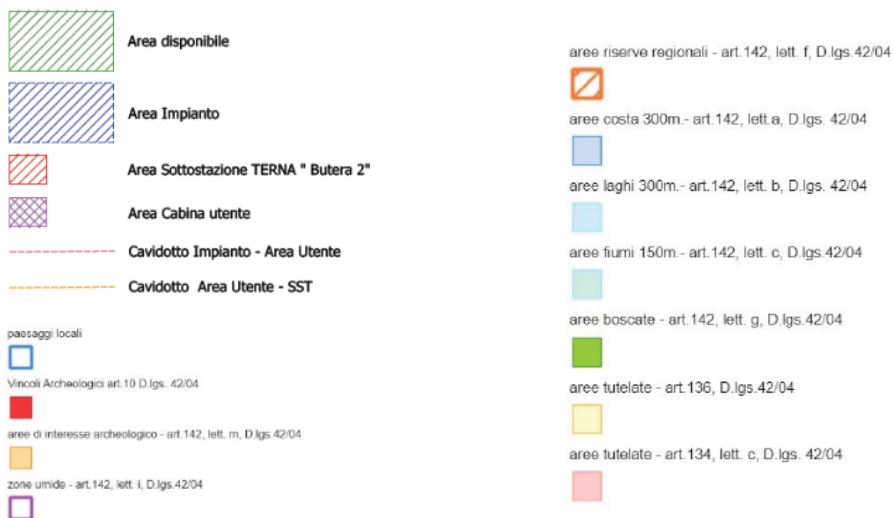 Area disponibile
Area Impianto
Area Sottostazione TERNA " Butera 2"
Area Cabina utente
Cavidotto Impianto - Area Utente
Cavidotto Area Utente - SST
paesaggi locali
Vincoli Archeologici art.10 D.lgs. 42/04
aree di interesse archeologico - art.142, lett. m, D.lgs.42/04
zone umide - art.142, lett. i, D.lgs.42/04
aree riserve regionali - art.142, lett. f, D.lgs.42/04
aree costa 300m.- art.142, lett.a, D.lgs. 42/04
aree laghi 300m.- art.142, lett. b, D.lgs.42/04
aree fiumi 150m.- art.142, lett. c, D.lgs.42/04
aree boscate - art.142, lett. g, D.lgs.42/04
aree tutelate - art.136, D.lgs.42/04
aree tutelate - art.134, lett. c, D.lgs. 42/04